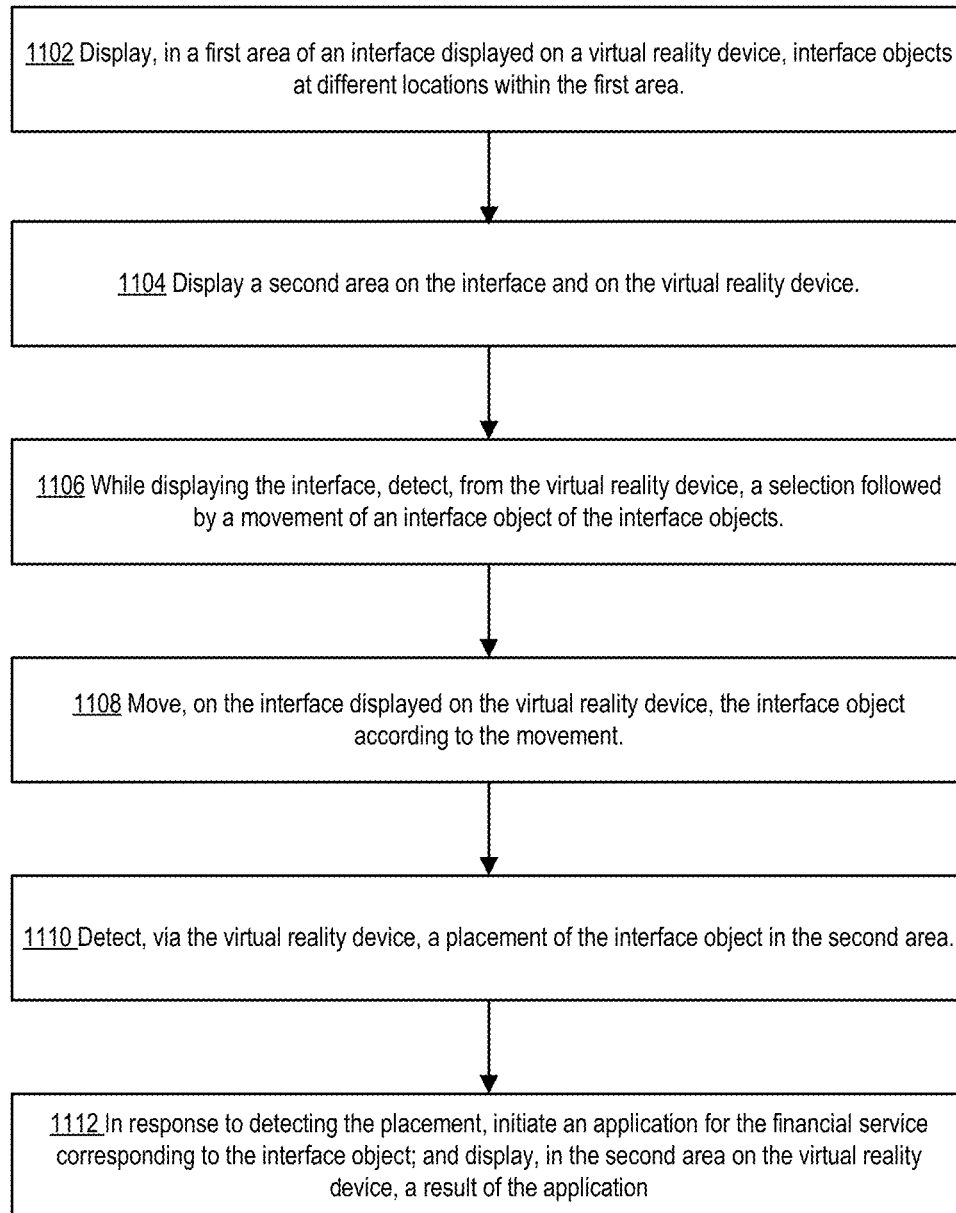 1102 Display, in a first area of an interface displayed on a virtual reality device, interface objects
at different locations within the first area.
1104 Display a second area on the interface and on the virtual reality device.
1106 While displaying the interface, detect, from the virtual reality device, a selection followed
by a movement of an interface object of the interface objects.
1108 Move, on the interface displayed on the virtual reality device, the interface object
according to the movement.
1110 Detect, via the virtual reality device, a placement of the interface object in the second area.
1112 In response to detecting the placement, initiate an application for the financial service
corresponding to the interface object; and display, in the second area on the virtual reality
device, a result of the application